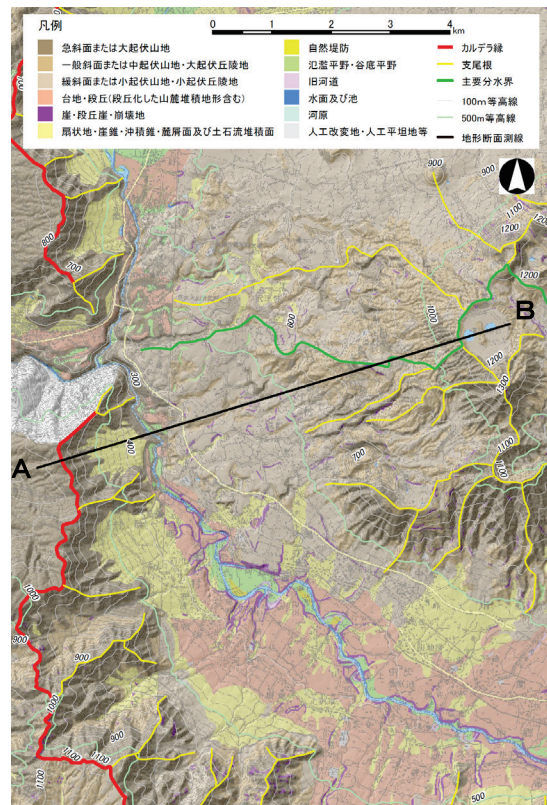 凡例
0 1 2 3 4 km
急斜面または大起伏山地
一般斜面または中起伏山地・大起伏丘陵地
緩斜面または小起伏山地・小起伏丘陵地
台地・段丘(段丘化した山麓堆積地形含む)
崖・段丘崖・崩壊地
扇状地・崖錐・沖積錐・麓屑面及び土石流堆積面
自然堤防
氾濫平野・谷底平野
旧河道
水面及び池
河原
人工改変地・人工平坦地等
カルデラ縁
支尾根
主要分水界
100m等高線
500m等高線
地形断面測線
900
900
1100
1200
1200
800
700
1000
800
B
300
1200
1300
A
400
700
1100
1100
1000
900
900
1000
900
1100
1100
1100
500